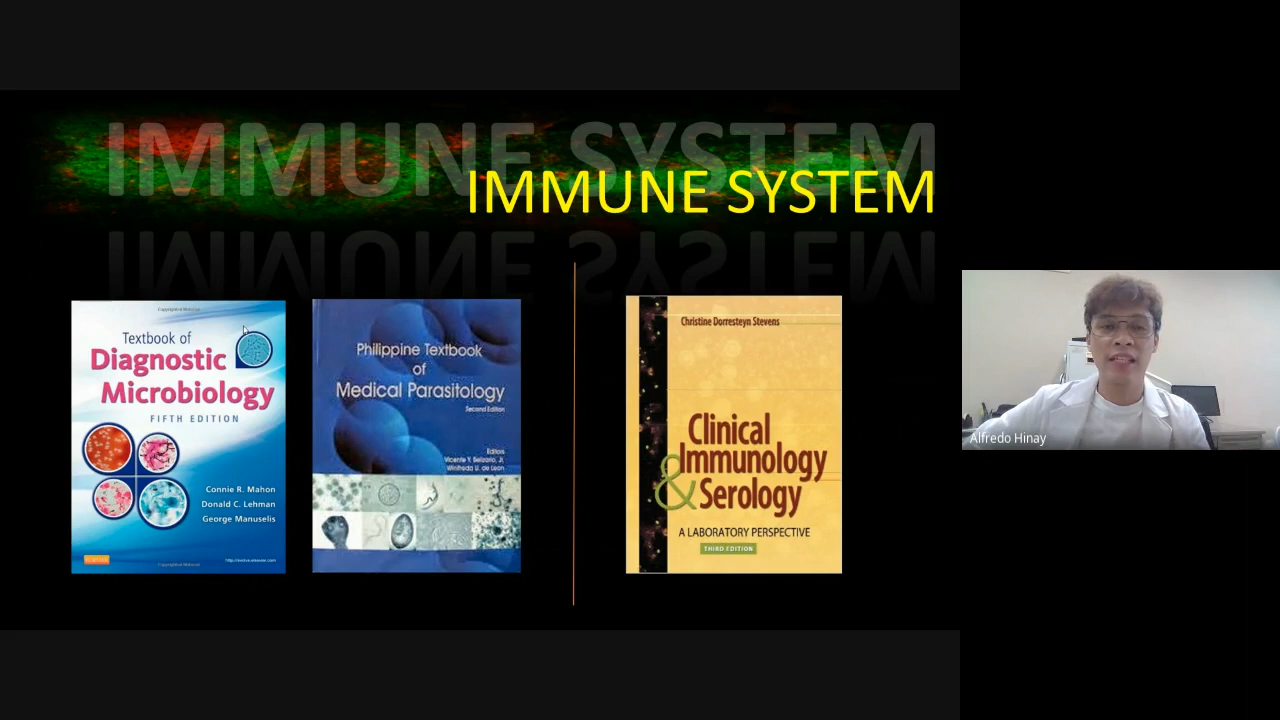 IMMUNE SYSTEM
IMMUNE SYSTEM
IMMUNE SYSTEM
Textbook of
Diagnostic
Microbiology
FIFTH EDITION
Connie R. Mahon
Donald C. Lehman
George Manuselis
Philippine Textbook
of
Medical Parasitology
Second Edition
Editors
Vicente Y. Belizario, Jr.
Winifreda U. de Leon
Christine Dorresteyn Stevens
Clinical
Immunology
& Serology
A LABORATORY PERSPECTIVE
THIRD EDITION
Alfredo Hinay